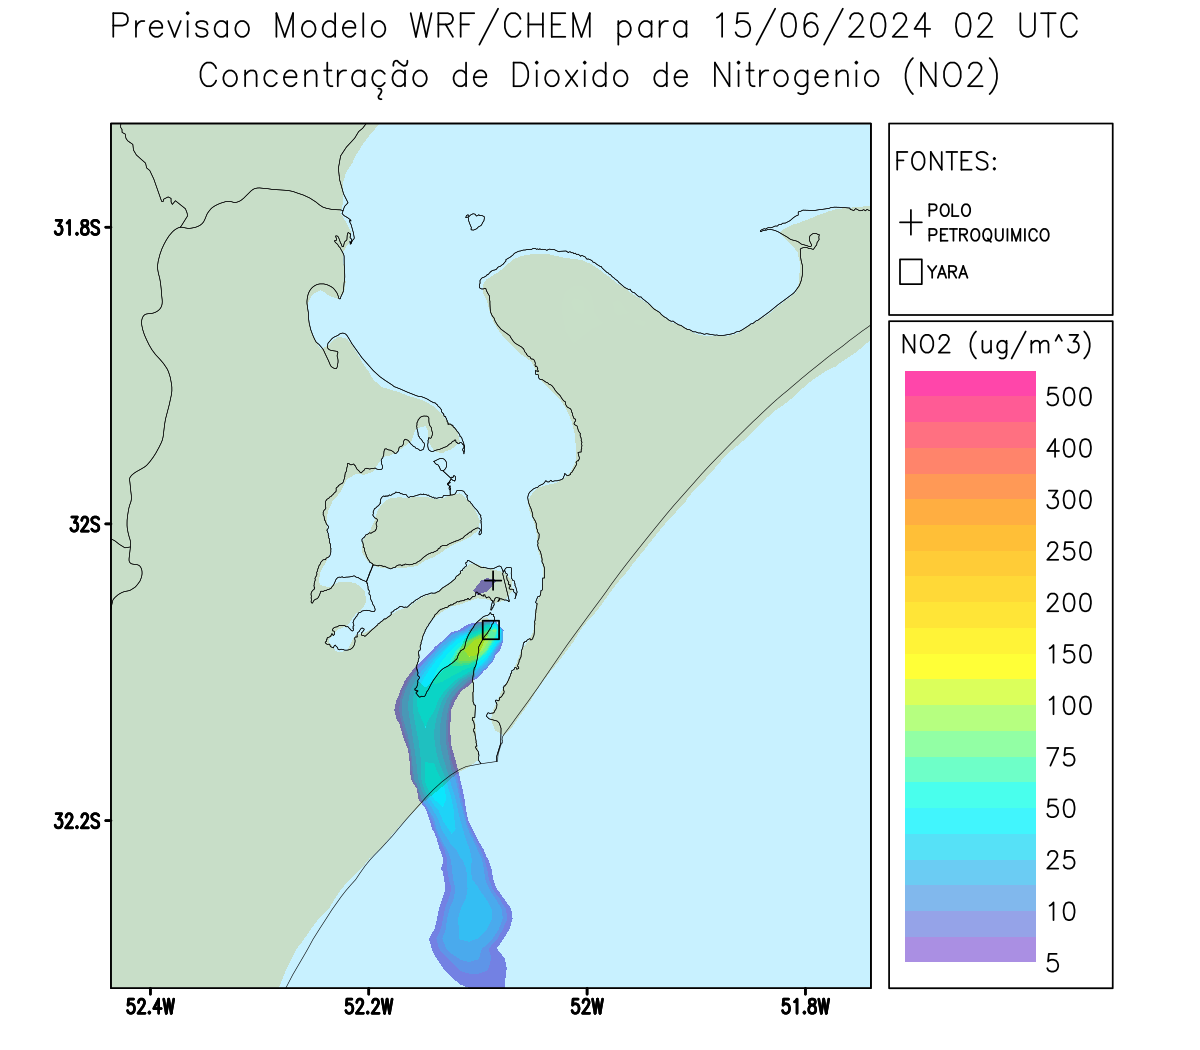 Previsao Modelo WRF/CHEM para 15/06/2024 02 UTC
Concentração de Dioxido de Nitrogenio (NO2)
FONTES:
POLO
PETROQUIMICO
YARA
NO2 (ug/m^3)
500
400
300
250
200
150
100
75
50
25
10
5
31.8S
32S
32.2S
52.4W
52.2W
52W
51.8W